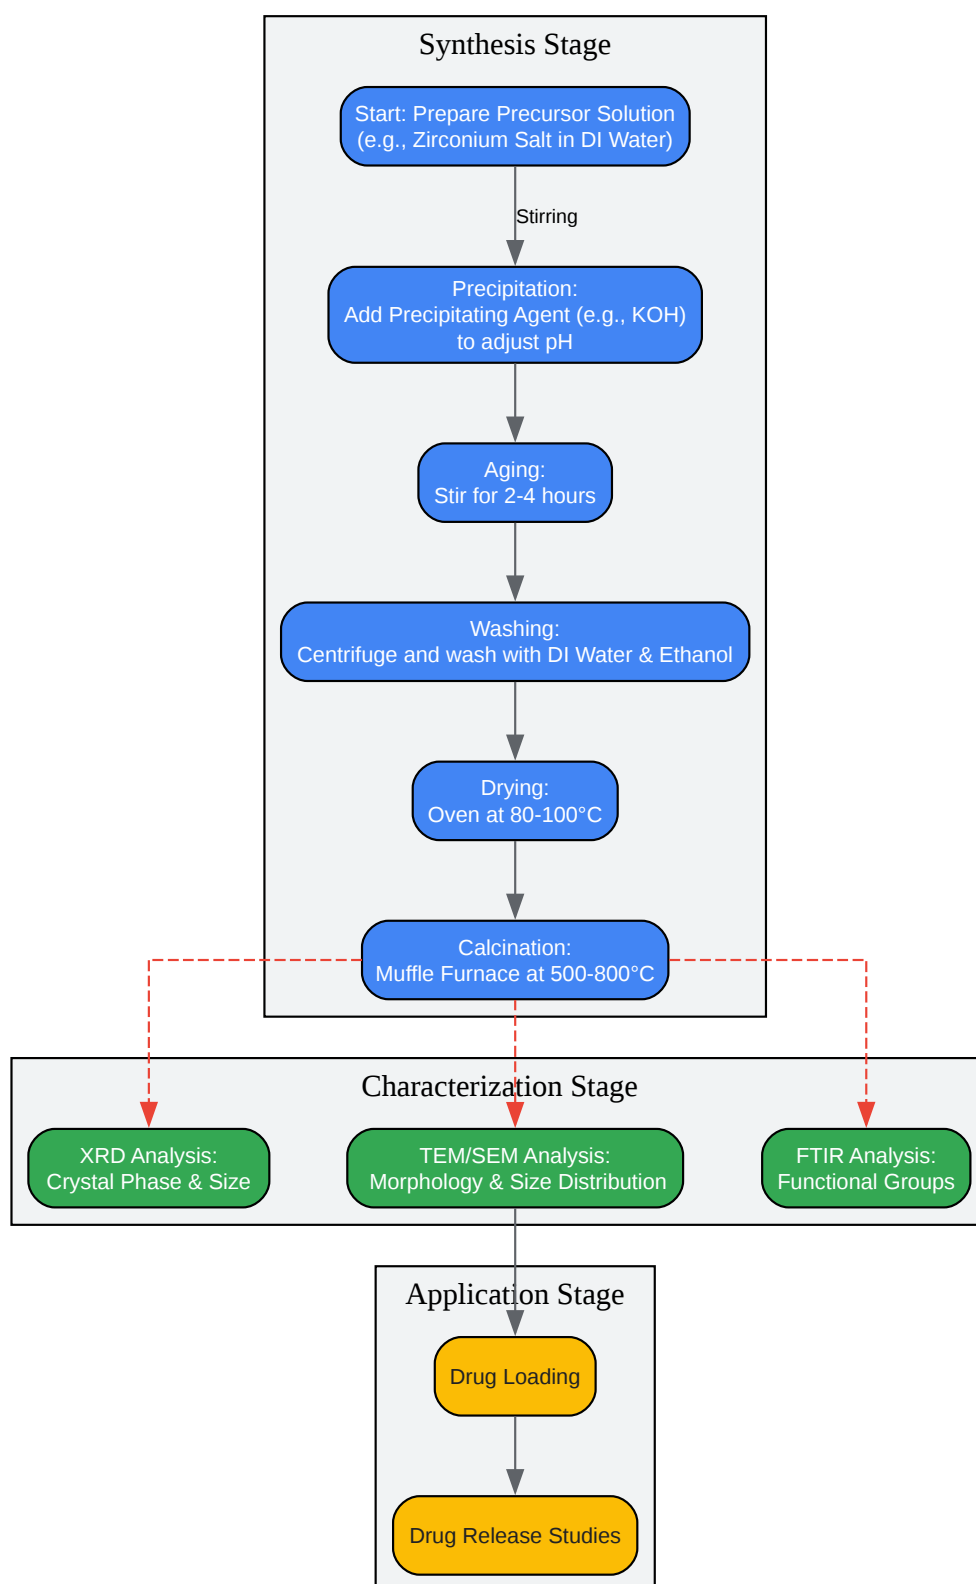 Synthesis Stage
Start: Prepare Precursor Solution
(e.g., Zirconium Salt in DI Water)
Stirring
Precipitation:
Add Precipitating Agent (e.g., KOH)
to adjust pH
Aging:
Stir for 2-4 hours
Washing:
Centrifuge and wash with DI Water & Ethanol
Drying:
Oven at 80-100°C
Calcination:
Muffle Furnace at 500-800°C
Characterization Stage
XRD Analysis:
Crystal Phase & Size
TEM/SEM Analysis:
Morphology & Size Distribution
FTIR Analysis:
Functional Groups
Application Stage
Drug Loading
Drug Release Studies